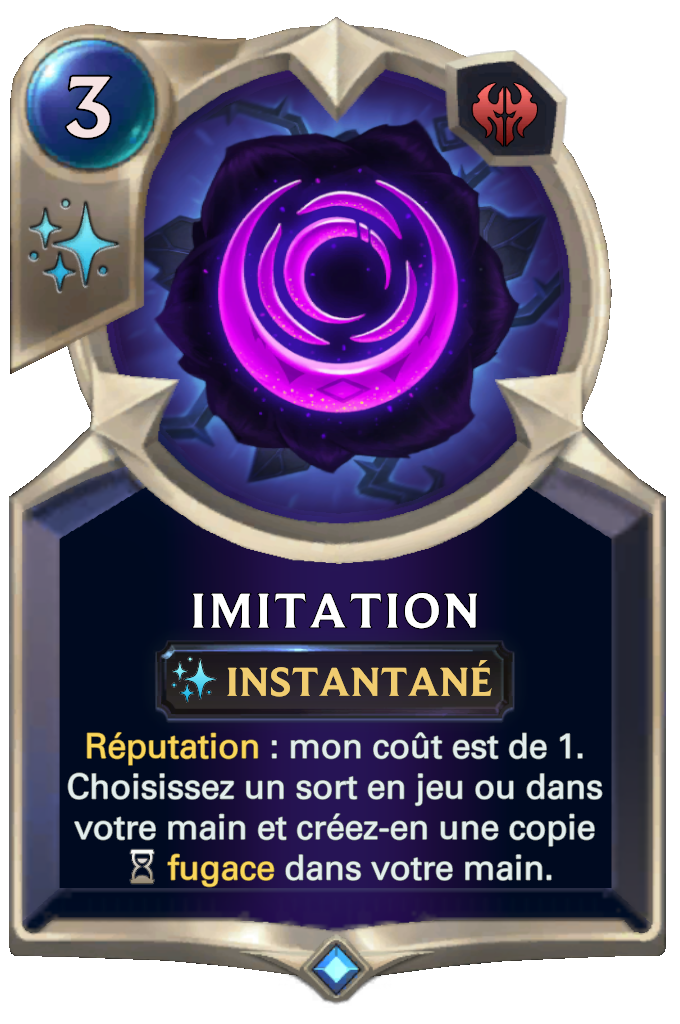 3
IMITATION
INSTANTANÉ
Réputation : mon coût est de 1.
Choisissez un sort en jeu ou dans
votre main et créez-en une copie
fugace dans votre main.